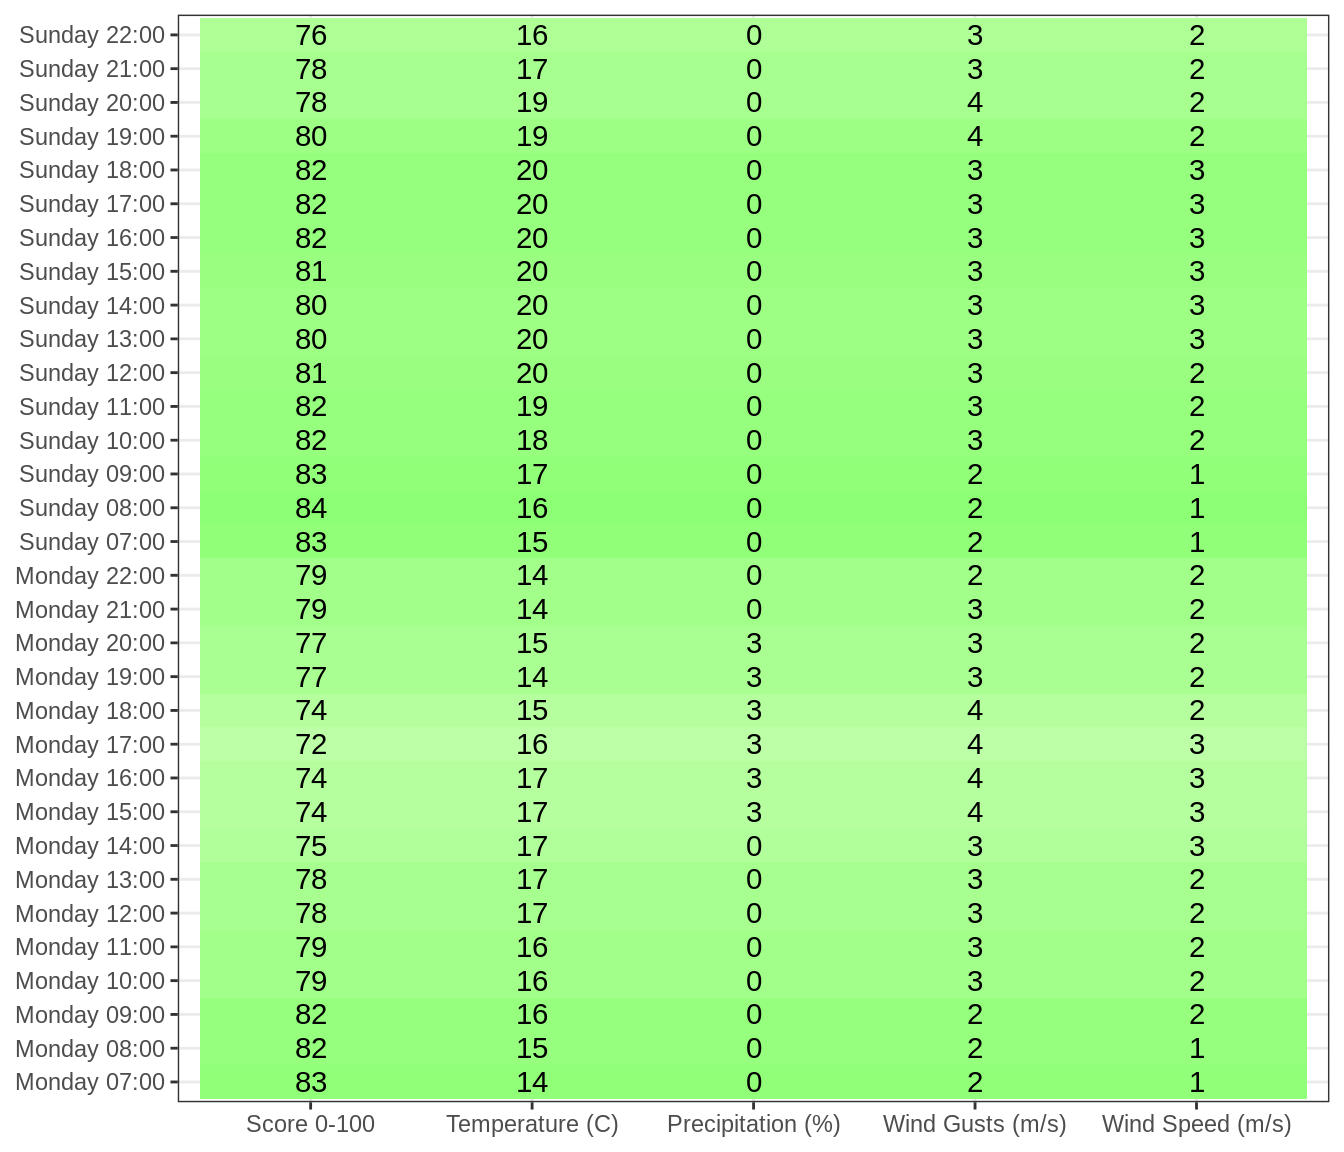 Sunday 22:00 76 16 0 3 2
Sunday 21:00 78 17 0 3 2
Sunday 20:00 78 19 0 4 2
Sunday 19:00 80 19 0 4 2
Sunday 18:00 82 20 0 3 3
Sunday 17:00 82 20 0 3 3
Sunday 16:00 82 20 0 3 3
Sunday 15:00 81 20 0 3 3
Sunday 14:00 80 20 0 3 3
Sunday 13:00 80 20 0 3 3
Sunday 12:00 81 20 0 3 2
Sunday 11:00 82 19 0 3 2
Sunday 10:00 82 18 0 3 2
Sunday 09:00 83 17 0 2 1
Sunday 08:00 84 16 0 2 1
Sunday 07:00 83 15 0 2 1
Monday 22:00 79 14 0 2 2
Monday 21:00 79 14 0 3 2
Monday 20:00 77 15 3 3 2
Monday 19:00 77 14 3 3 2
Monday 18:00 74 15 3 4 2
Monday 17:00 72 16 3 4 3
Monday 16:00 74 17 3 4 3
Monday 15:00 74 17 3 4 3
Monday 14:00 75 17 0 3 3
Monday 13:00 78 17 0 3 2
Monday 12:00 78 17 0 3 2
Monday 11:00 79 16 0 3 2
Monday 10:00 79 16 0 3 2
Monday 09:00 82 16 0 2 2
Monday 08:00 82 15 0 2 1
Monday 07:00 83 14 0 2 1
Score 0-100 Temperature (C) Precipitation (%) Wind Gusts (m/s) Wind Speed (m/s)